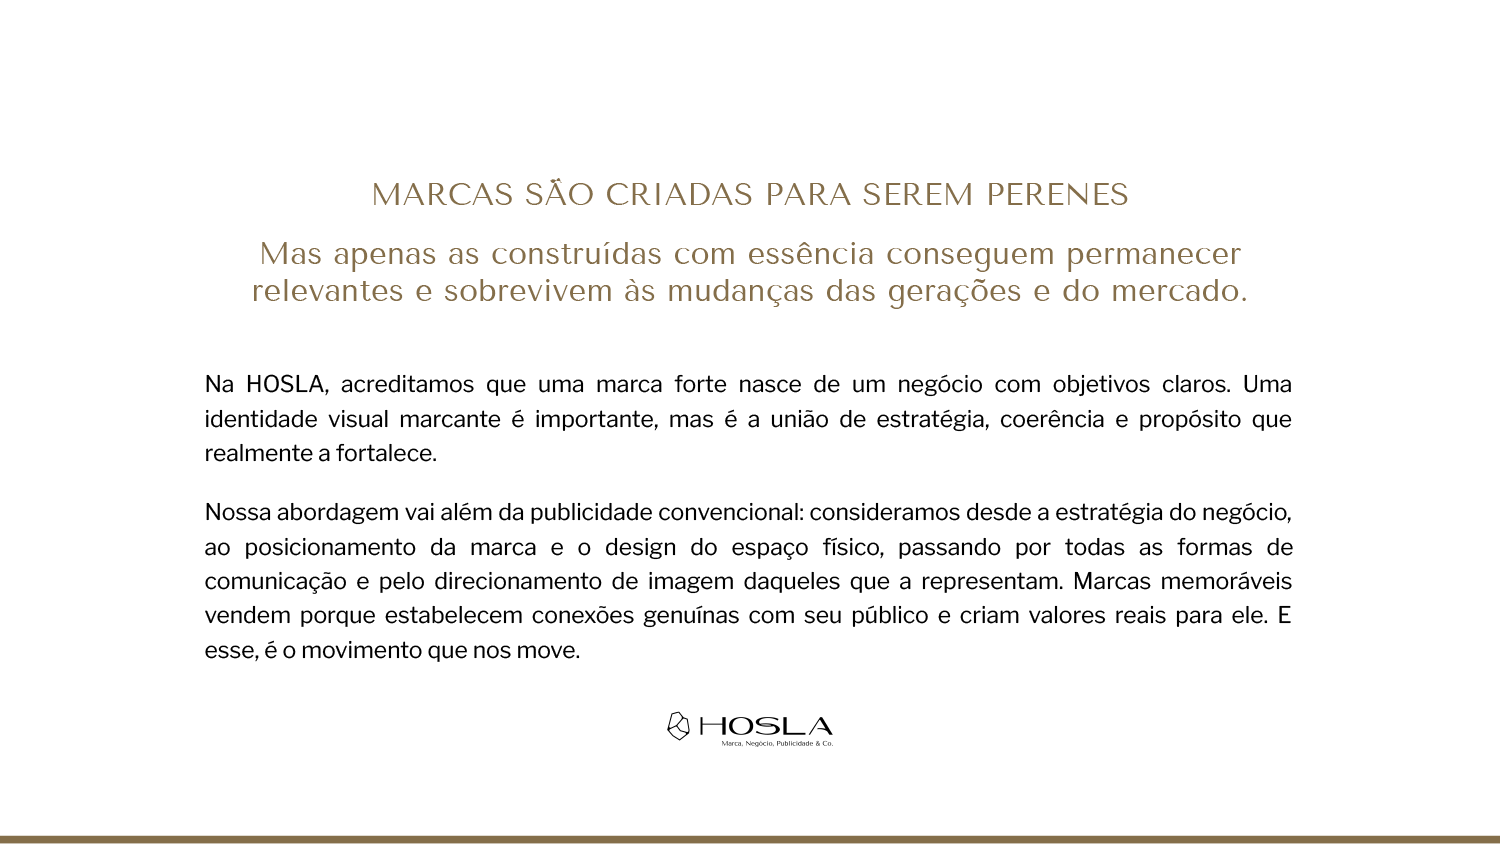 MARCAS SÃO CRIADAS PARA SEREM PERENES
Mas apenas as construídas com essência conseguem permanecer
relevantes e sobrevivem às mudanças das gerações e do mercado.
Na HOSLA, acreditamos que uma marca forte nasce de um negócio com objetivos claros. Uma
identidade visual marcante é importante, mas é a união de estratégia, coerência e propósito que
realmente a fortalece.
Nossa abordagem vai além da publicidade convencional: consideramos desde a estratégia do negócio,
ao posicionamento da marca e o design do espaço físico, passando por todas as formas de
comunicação e pelo direcionamento de imagem daqueles que a representam. Marcas memoráveis
vendem porque estabelecem conexões genuínas com seu público e criam valores reais para ele. E
esse, é o movimento que nos move.
HOSLA
Marca, Negócio, Publicidade & Co.